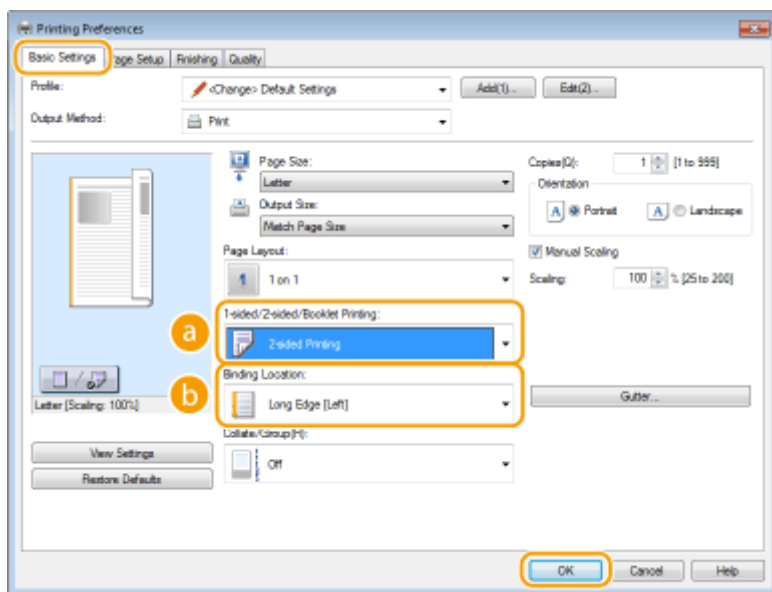 Printing Preferences
Basic Settings Page Setup Finishing Quality
Profile: <Change> Default Settings Add(1)... Edit(2)...
Output Method: Print
Page Size: Copies(Q): 1 [1 to 999]
Letter Orientation
Output Size: A Portrait A Landscape
Match Page Size
Page Layout: Manual Scaling
1 1 on 1 Scaling: 100 % [25 to 200]
a 1-sided/2-sided/Booklet Printing:
2-sided Printing
b Binding Location:
Long Edge [Left] Gutter...
Letter [Scaling: 100%]
Collate/Group(H):
View Settings Off
Restore Defaults
OK Cancel Help